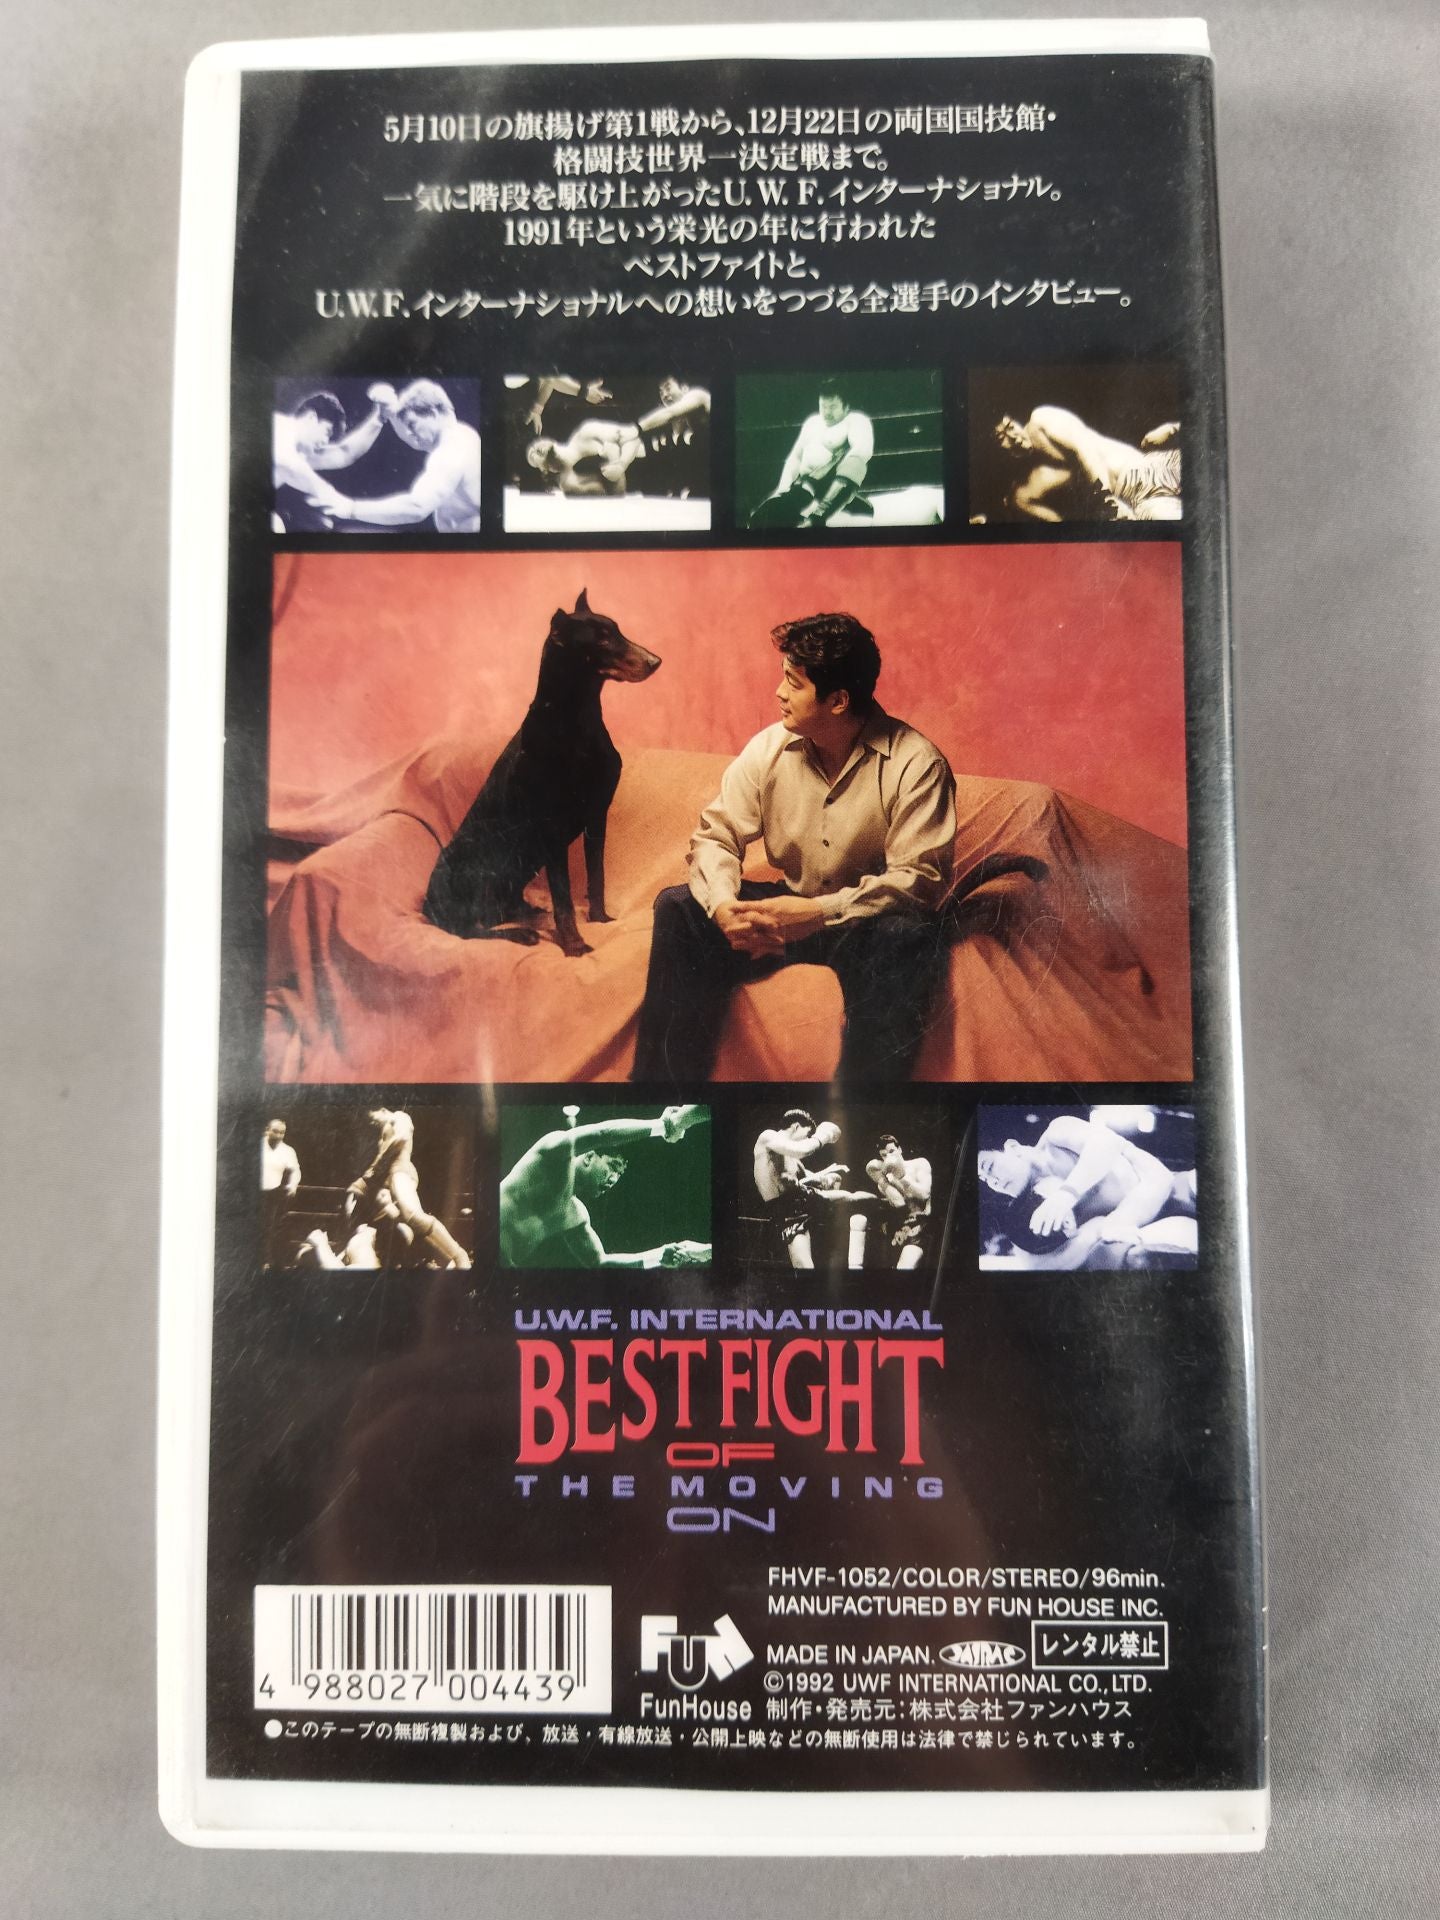 5月10日の旗揚げ第1戦から、12月22日の両国国技館・
格闘技世界一決定戦まで。
一気に階段を駆け上がったU.W.F.インターナショナル。
1991年という栄光の年に行われた
ベストファイトと、
U.W.F.インターナショナルへの想いをつづる全選手のインタビュー。
U.W.F. INTERNATIONAL
BEST FIGHT
OF
THE MOVING
ON
FHVF-1052/COLOR/STEREO/96min.
MANUFACTURED BY FUN HOUSE INC.
MADE IN JAPAN. JASRAC レンタル禁止
©1992 UWF INTERNATIONAL CO.,LTD.
制作・発売元：株式会社ファンハウス
FUN
FunHouse
4 988027 004439
●このテープの無断複製および、放送・有線放送・公開上映などの無断使用は法律で禁じられています。